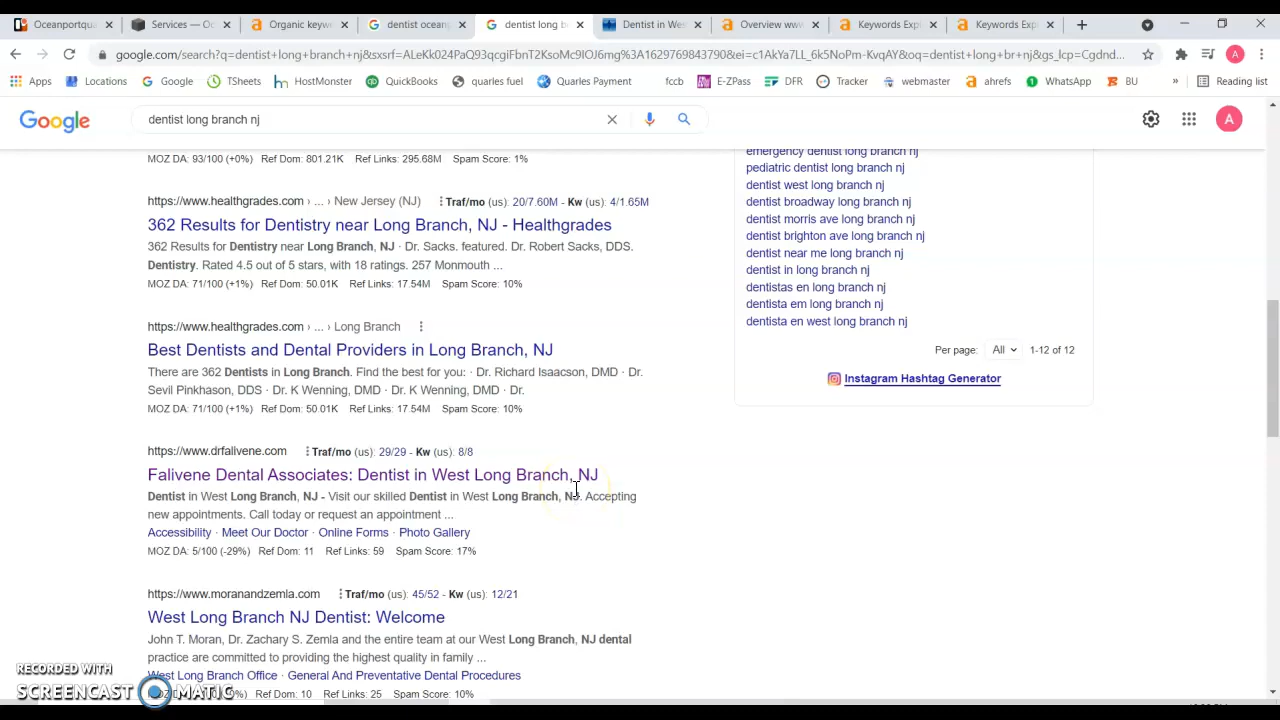 Oceanportqua
Services — Oc
Organic keyw
dentist ocean
dentist long b
Dentist in Wes
Overview ww
Keywords Exp
Keywords Exp
google.com/search?q=dentist+long+branch+nj&sxsrf=ALeKk024PaQ93qcgiFbnT2KsoMc9IOJ6mg%3A1629769843790&ei=c1AkYa7LL_6k5NoPm-KvqAY&oq=dentist+long+br+nj&gs_lcp=Cgdnd...
Apps Locations Google TSheets HostMonster QuickBooks quarles fuel Quarles Payment fccb E-ZPass DFR Tracker webmaster ahrefs WhatsApp BU » Reading list
Google dentist long branch nj A
MOZ DA: 93/100 (+0%) Ref Dom: 801.21K Ref Links: 295.68M Spam Score: 1%
https://www.healthgrades.com › ... › New Jersey (NJ) Traf/mo (us): 20/7.60M - Kw (us): 4/1.65M
362 Results for Dentistry near Long Branch, NJ - Healthgrades
362 Results for Dentistry near Long Branch, NJ · Dr. Sacks. featured. Dr. Robert Sacks, DDS.
Dentistry. Rated 4.5 out of 5 stars, with 18 ratings. 257 Monmouth ...
MOZ DA: 71/100 (+1%) Ref Dom: 50.01K Ref Links: 17.54M Spam Score: 10%
https://www.healthgrades.com › ... › Long Branch
Best Dentists and Dental Providers in Long Branch, NJ
There are 362 Dentists in Long Branch. Find the best for you: · Dr. Richard Isaacson, DMD · Dr.
Sevil Pinkhason, DDS · Dr. K Wenning, DMD · Dr. K Wenning, DMD · Dr.
MOZ DA: 71/100 (+1%) Ref Dom: 50.01K Ref Links: 17.54M Spam Score: 10%
https://www.drfalivene.com Traf/mo (us): 29/29 - Kw (us): 8/8
Falivene Dental Associates: Dentist in West Long Branch, NJ
Dentist in West Long Branch, NJ - Visit our skilled Dentist in West Long Branch, NJ. Accepting
new appointments. Call today or request an appointment ...
Accessibility · Meet Our Doctor · Online Forms · Photo Gallery
MOZ DA: 5/100 (-29%) Ref Dom: 11 Ref Links: 59 Spam Score: 17%
https://www.moranandzemla.com Traf/mo (us): 45/52 - Kw (us): 12/21
West Long Branch NJ Dentist: Welcome
John T. Moran, Dr. Zachary S. Zemla and the entire team at our West Long Branch, NJ dental
practice are committed to providing the highest quality in family ...
West Long Branch Office · General And Preventative Dental Procedures
Ref Dom: 10 Ref Links: 25 Spam Score: 10%
emergency dentist long branch nj
pediatric dentist long branch nj
dentist west long branch nj
dentist broadway long branch nj
dentist morris ave long branch nj
dentist brighton ave long branch nj
dentist near me long branch nj
dentist in long branch nj
dentistas en long branch nj
dentista em long branch nj
dentista en west long branch nj
Per page: All 1-12 of 12
Instagram Hashtag Generator
RECORDED WITH
SCREENCAST MATIC